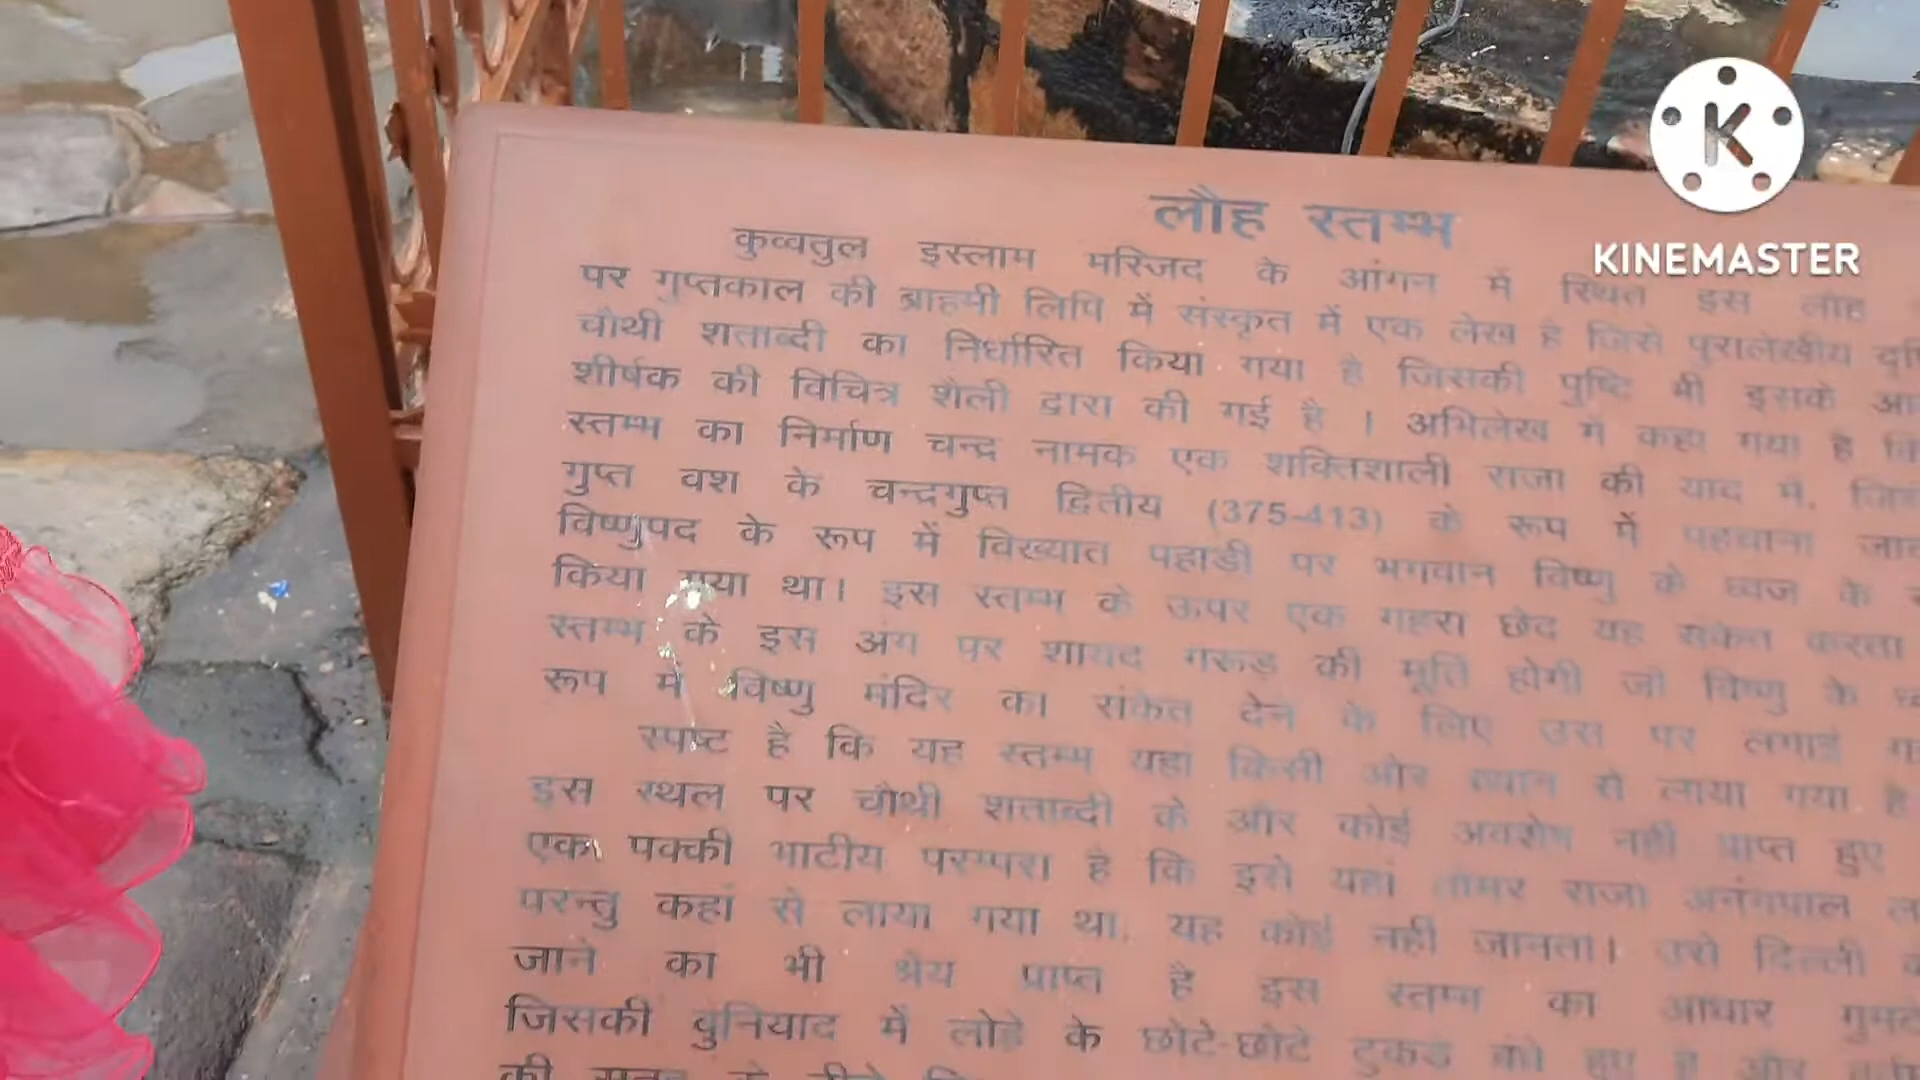 लौह स्तम्भ
कुव्वतुल इस्लाम मस्जिद के आंगन में स्थित इस लौह
पर गुप्तकाल की ब्राहमी लिपि में संस्कृत में एक लेख है जिसे पुरालेखीय
चौथी शताब्दी का निर्धारित किया गया है जिसकी पुष्टि भी इसके
शीर्षक की विचित्र शैली द्वारा की गई है । अभिलेख में कहा गया है
स्तम्भ का निर्माण चन्द्र नामक एक शक्तिशाली राजा की याद में,
गुप्त वश के चन्द्रगुप्त द्वितीय (375-413) के रूप में पहचाना
विष्णुपद के रूप में विख्यात पहाडी पर भगवान विष्णु के ध्वज के
किया गया था। इस स्तम्भ के ऊपर एक गहरा छेद यह संकेत करता
स्तम्भ के इस अंग पर शायद गरूड़ की मूर्ति होगी जो विष्णु के
रूप में विष्णु मंदिर का संकेत देने के लिए उस पर लगाई
स्पष्ट है कि यह स्तम्भ यहां किसी और स्थान से लाया गया है
इस स्थल पर चौथी शताब्दी के और कोई अवशेष नहीं प्राप्त हुए
एक पक्की भाटीय परम्परा है कि इसे यहां तोमर राजा अनंगपाल
परन्तु कहां से लाया गया था, यह कोई नहीं जानता। उसे दिल्ली
जाने का भी श्रेय प्राप्त है इस स्तम्भ का आधार
जिसकी बुनियाद में लोहे के छोटे-छोटे टुकड़े
की
KINEMASTER